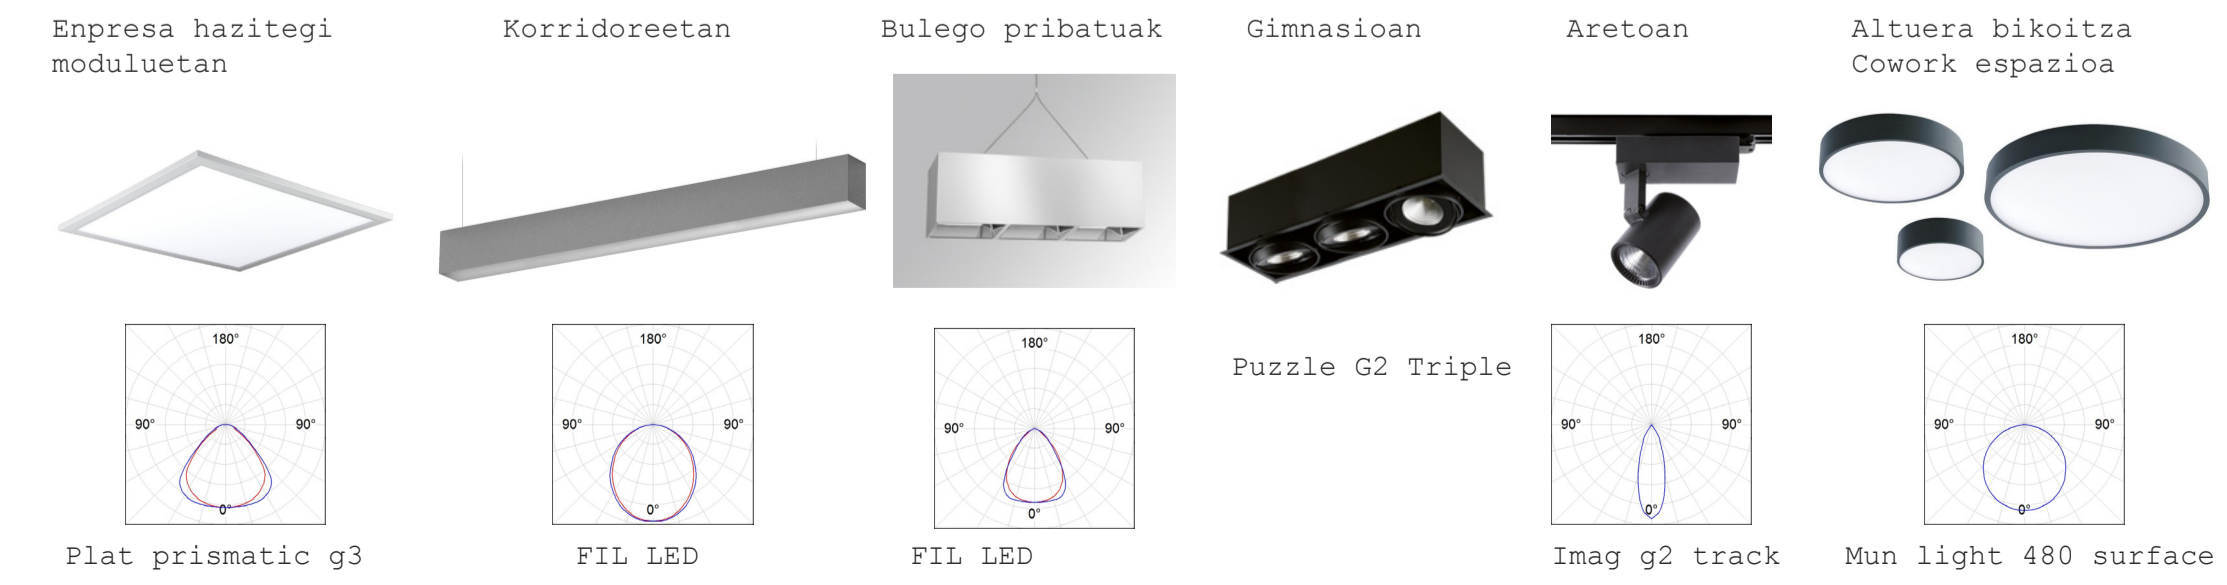 Enpresa hazitegi
moduluetan
Korridoreetan
Bulego pribatuak
Gimnasioan
Aretoan
Altuera bikoitza
Cowork espazioa
180°
90° 90°
0°
Plat prismatic g3
180°
90° 90°
0°
FIL LED
180°
90° 90°
0°
FIL LED
Puzzle G2 Triple
180°
90° 90°
0°
Imag g2 track
180°
90° 90°
0°
Mun light 480 surface